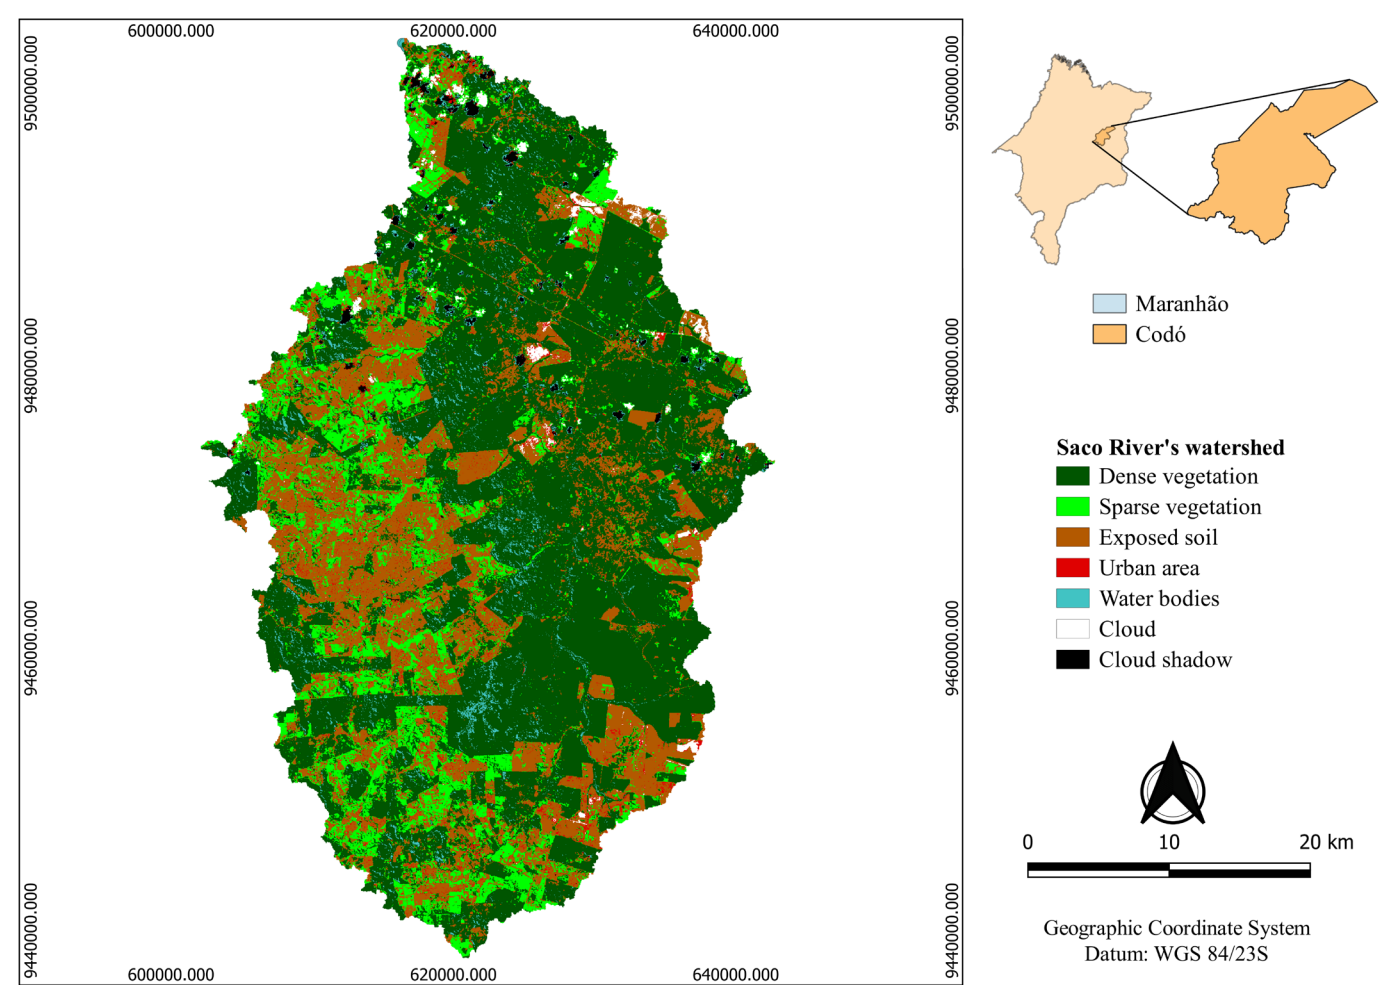 600000.000 620000.000 640000.000
9500000.000
9500000.000
9480000.000
9480000.000
9460000.000
9460000.000
9440000.000
9440000.000
600000.000 620000.000 640000.000
Maranhão
Codó
Saco River's watershed
Dense vegetation
Sparse vegetation
Exposed soil
Urban area
Water bodies
Cloud
Cloud shadow
0 10 20 km
Geographic Coordinate System
Datum: WGS 84/23S